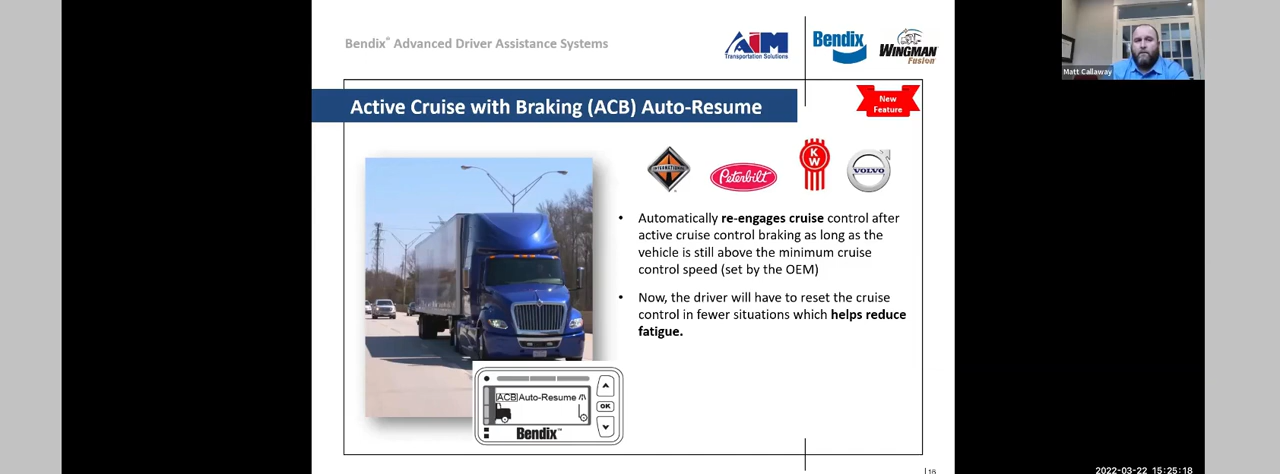 Bendix® Advanced Driver Assistance Systems
AiM
Transportation Solutions
Bendix
WINGMAN
Fusion
Matt Callaway
Active Cruise with Braking (ACB) Auto-Resume
New
Feature
INTERNATIONAL
Peterbilt
KW
VOLVO
• Automatically re-engages cruise control after
active cruise control braking as long as the
vehicle is still above the minimum cruise
control speed (set by the OEM)
• Now, the driver will have to reset the cruise
control in fewer situations which helps reduce
fatigue.
ACB Auto-Resume
OK
Bendix™
16
2022-03-22 15:25:18